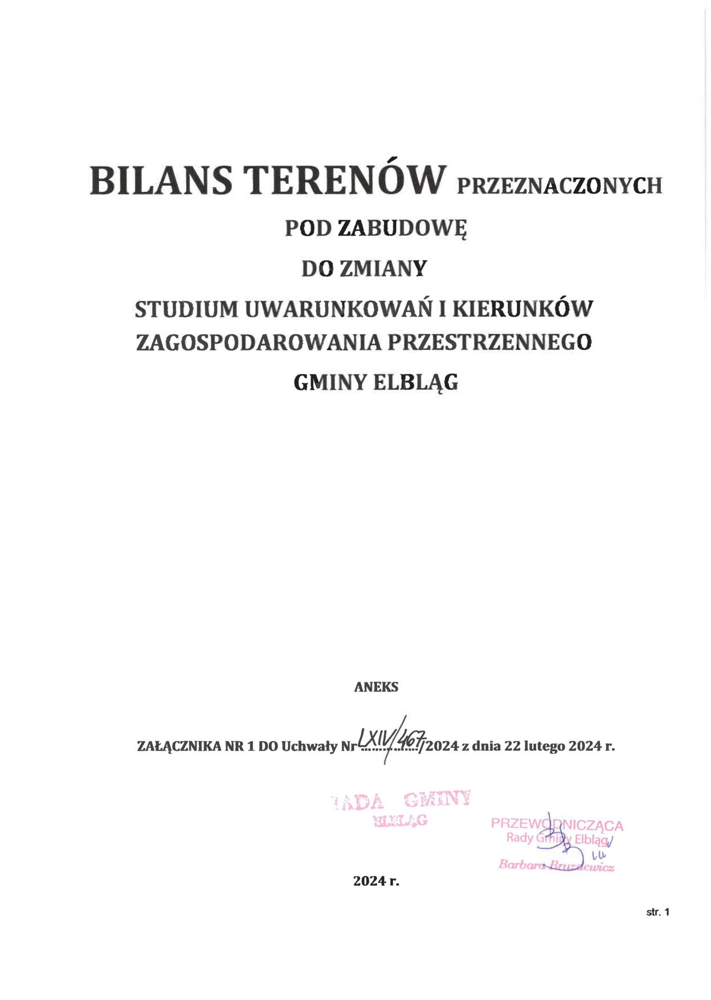 BILANS TERENÓW PRZEZNACZONYCH
POD ZABUDOWĘ
DO ZMIANY
STUDIUM UWARUNKOWAŃ I KIERUNKÓW
ZAGOSPODAROWANIA PRZESTRZENNEGO
GMINY ELBLĄG
ANEKS
ZAŁĄCZNIKA NR 1 DO Uchwały Nr LXIV/467/2024 z dnia 22 lutego 2024 r.
RADA GMINY
ELBLĄG
PRZEWODNICZĄCA
Rady Gminy Elbląg
Barbara Bruzdewicz
2024 r.
str. 1